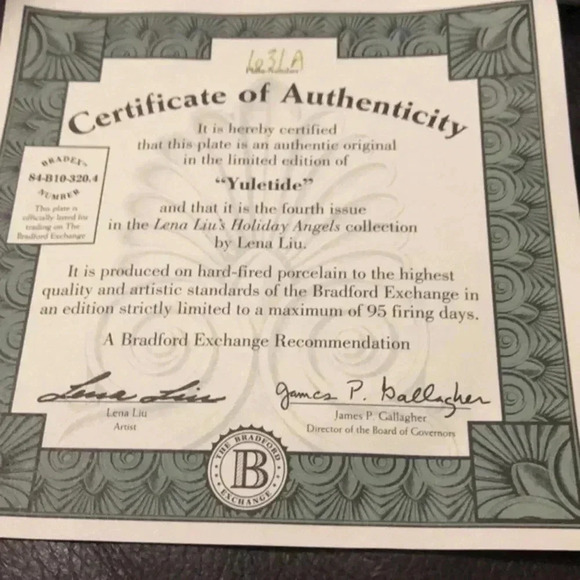 631A
Plate Number
Certificate of Authenticity
It is hereby certified
that this plate is an authentic original
in the limited edition of
“Yuletide”
and that it is the fourth issue
in the Lena Liu's Holiday Angels collection
by Lena Liu.
BRADEX™
84-B10-320.4
NUMBER
This plate is
officially listed for
trading on The
Bradford Exchange
It is produced on hard-fired porcelain to the highest
quality and artistic standards of the Bradford Exchange in
an edition strictly limited to a maximum of 95 firing days.
A Bradford Exchange Recommendation
Lena Liu
James P. Gallagher
Lena Liu
Artist
James P. Gallagher
Director of the Board of Governors
THE BRADFORD
B
EXCHANGE